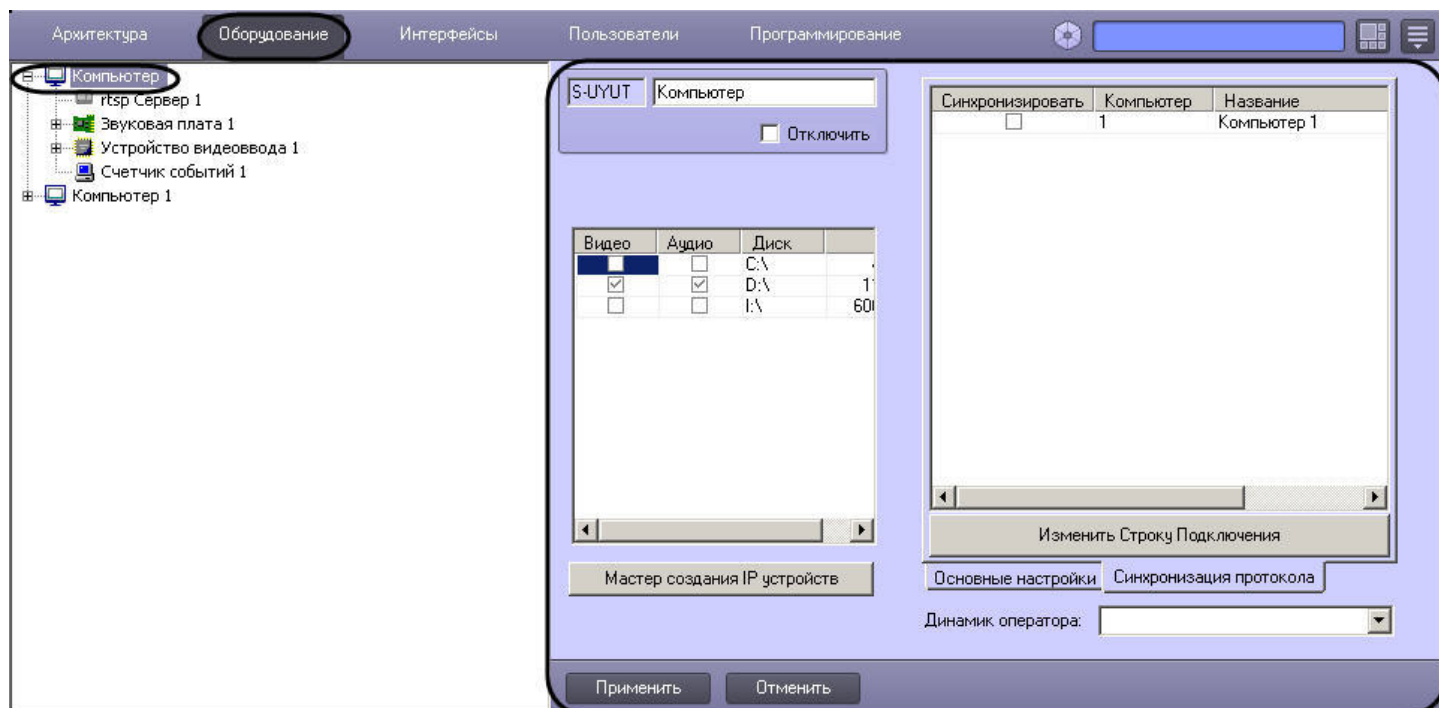 Архитектура Оборудование Интерфейсы Пользователи Программирование
Компьютер
rtsp Сервер 1
Звуковая плата 1
Устройство видеоввода 1
Счетчик событий 1
Компьютер 1
S-UYUT Компьютер
Отключить
Видео Аудио Диск
C:\
D:\ 1
I:\ 60
Мастер создания IP устройств
Синхронизировать Компьютер Название
1 Компьютер 1
Изменить Строку Подключения
Основные настройки Синхронизация протокола
Динамик оператора:
Применить Отменить